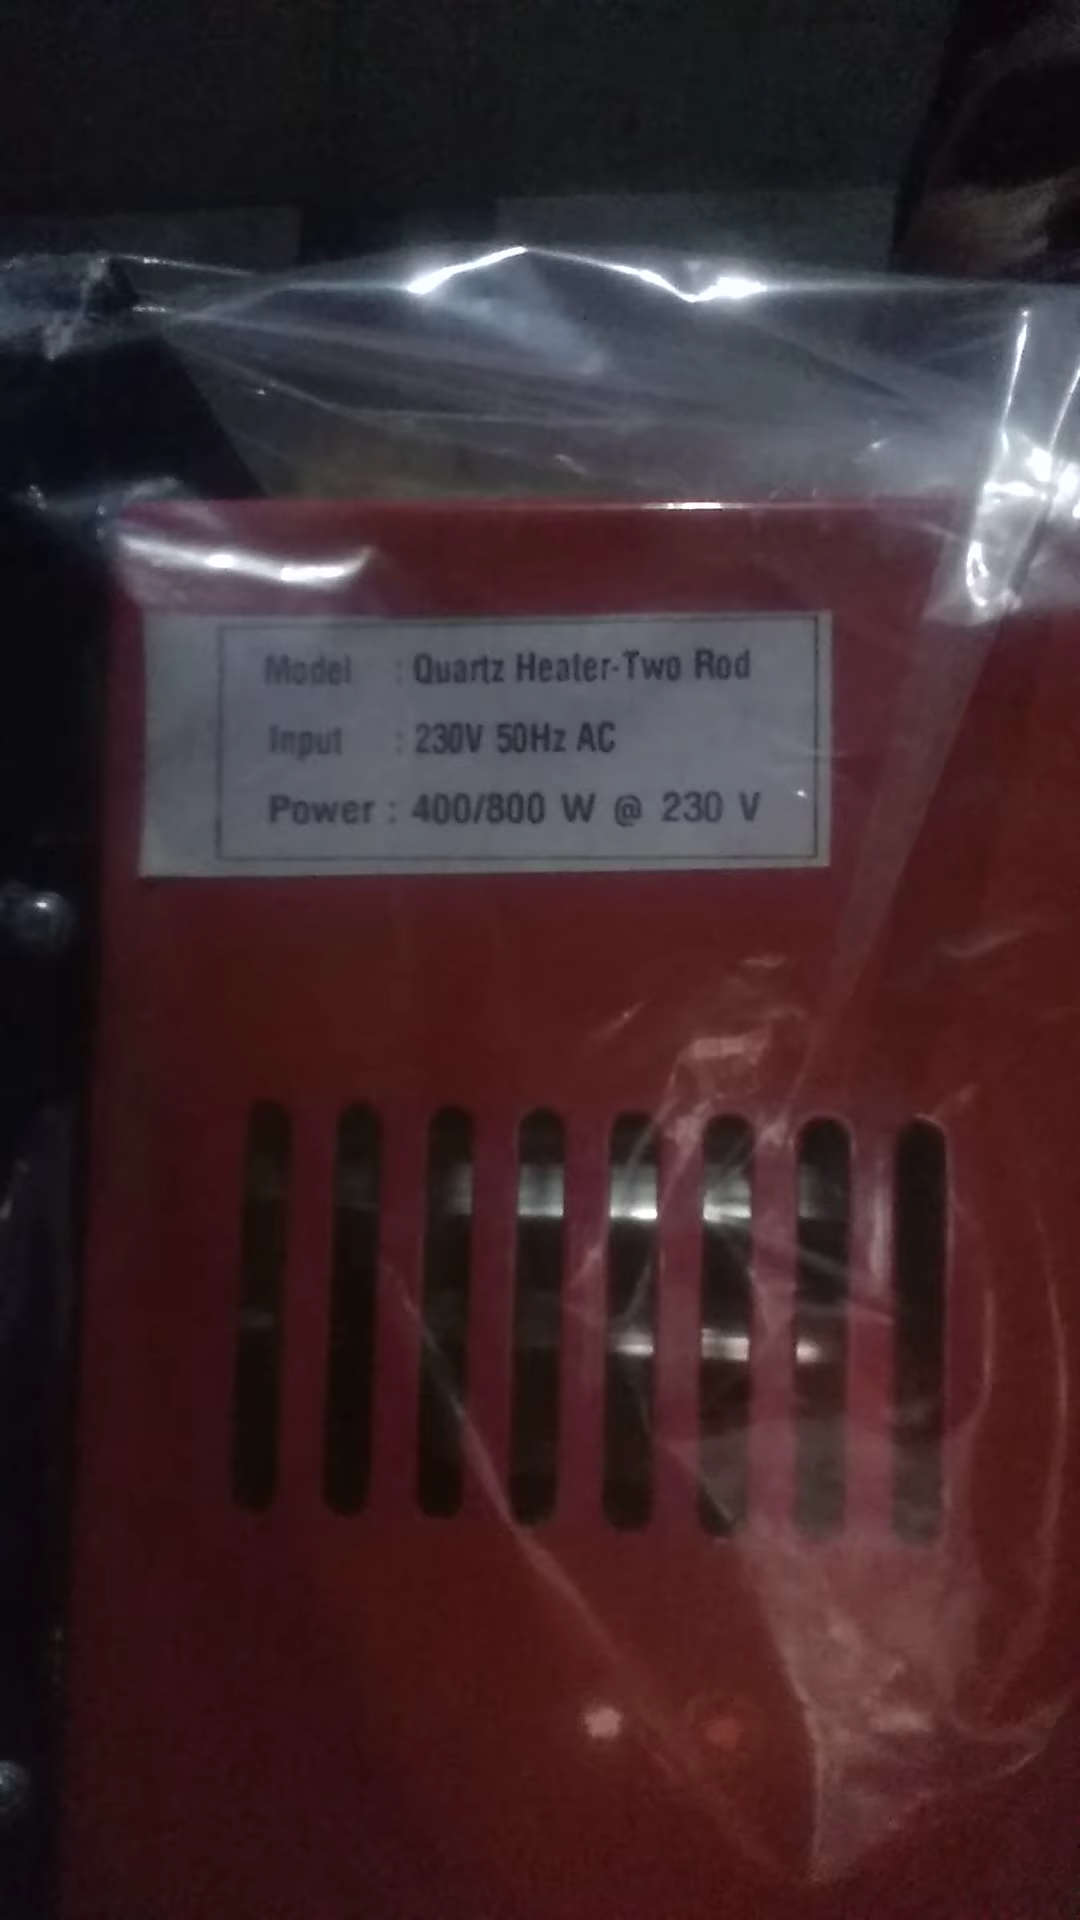 Model : Quartz Heater-Two Rod
Input : 230V 50Hz AC
Power : 400/800 W @ 230 V